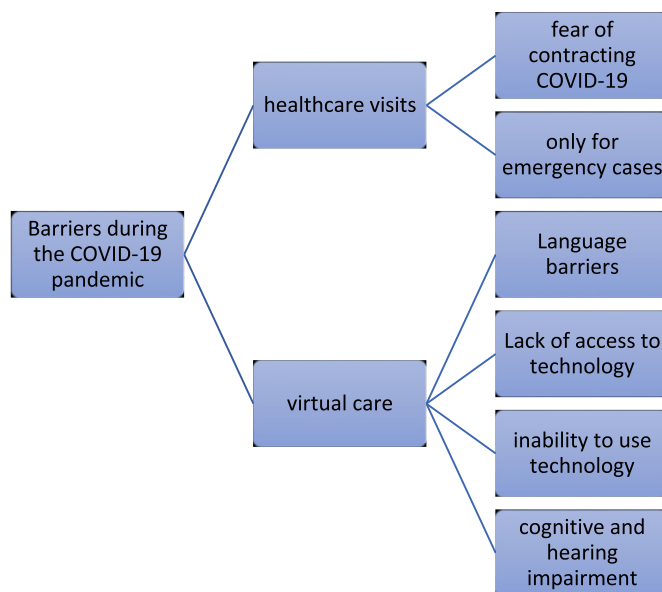 Barriers during
the COVID-19
pandemic
healthcare visits
fear of
contracting
COVID-19
only for
emergency cases
virtual care
Language
barriers
Lack of access to
technology
inability to use
technology
cognitive and
hearing
impairment